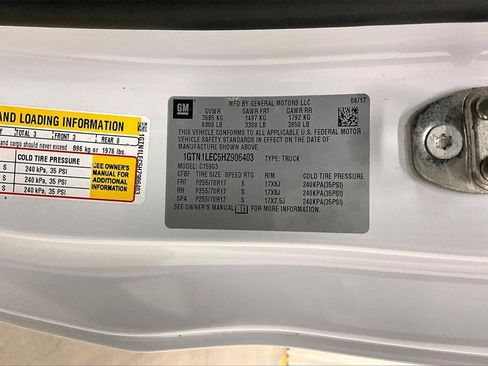 AND LOADING INFORMATION
TOTAL 3 FRONT 3 REAR 0
and cargo should never exceed 896 kg or 1976 lbs.
COLD TIRE PRESSURE
S 240 kPa, 35 PSI
S 240 kPa, 35 PSI
S 240 kPa, 35 PSI
SEE OWNER'S
MANUAL FOR
ADDITIONAL
INFORMATION
1GTN1LEC5HZ906403
GM
MFD BY GENERAL MOTORS LLC
06/17
GVWR GAWR FRT GAWR RR
3085 KG 1497 KG 1792 KG
6800 LB 3300 LB 3950 LB
THIS VEHICLE CONFORMS TO ALL APPLICABLE U.S. FEDERAL MOTOR
VEHICLE SAFETY AND THEFT PREVENTION STANDARDS IN
EFFECT ON THE DATE OF MANUFACTURE SHOWN ABOVE.
1GTN1LEC5HZ906403 TYPE: TRUCK
MODEL: C15903
CFBF TIRE SIZE SPEED RTG RIM COLD TIRE PRESSURE
FRT P255/70R17 S 17X8J 240KPA(35PSI)
RR P255/70R17 S 17X8J 240KPA(35PSI)
SPA P255/70R17 S 17X7.5J 240KPA(35PSI)
SEE OWNER'S MANUAL FOR MORE INFORMATION.